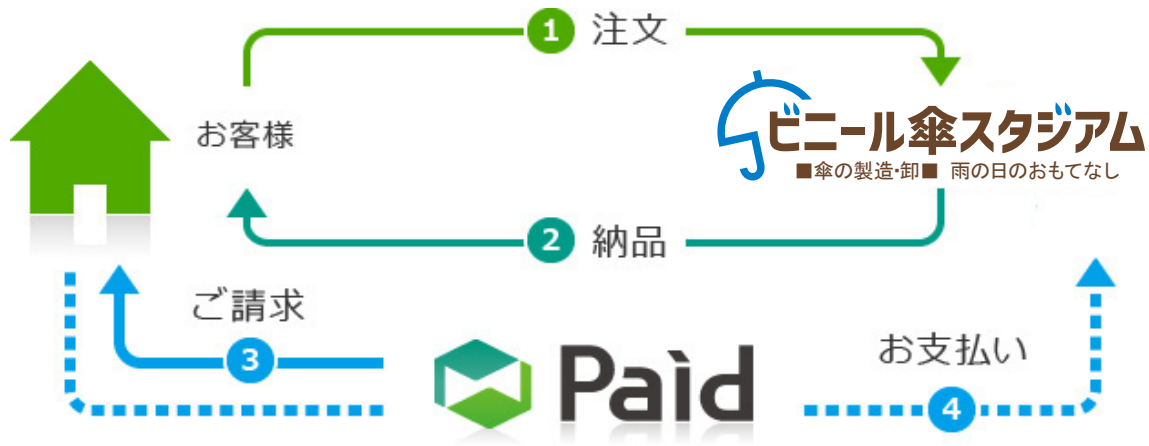 1 注文
お客様
ビニール傘スタジアム
■傘の製造・卸■ 雨の日のおもてなし
2 納品
ご請求
3
Paid
お支払い
4